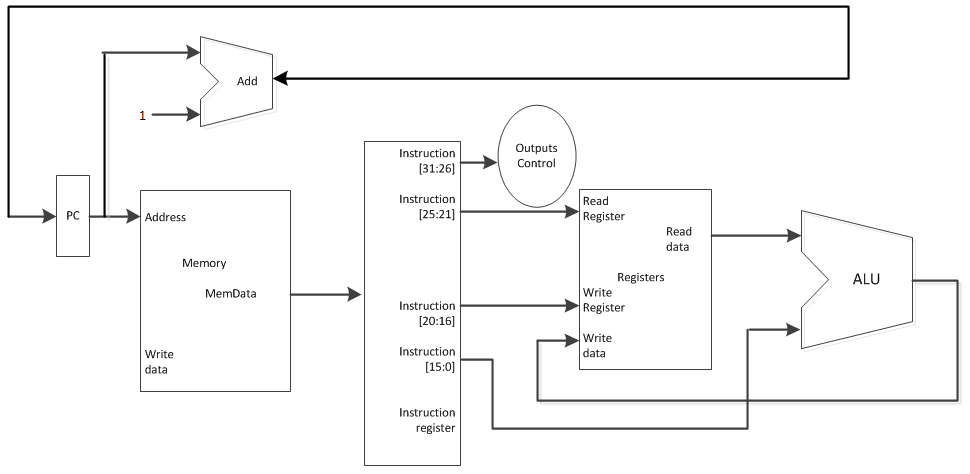 Add
1
PC
Address
Memory
MemData
Write
data
Instruction
[31:26]
Instruction
[25:21]
Instruction
[20:16]
Instruction
[15:0]
Instruction
register
Outputs
Control
Read
Register
Read
data
Registers
Write
Register
Write
data
ALU